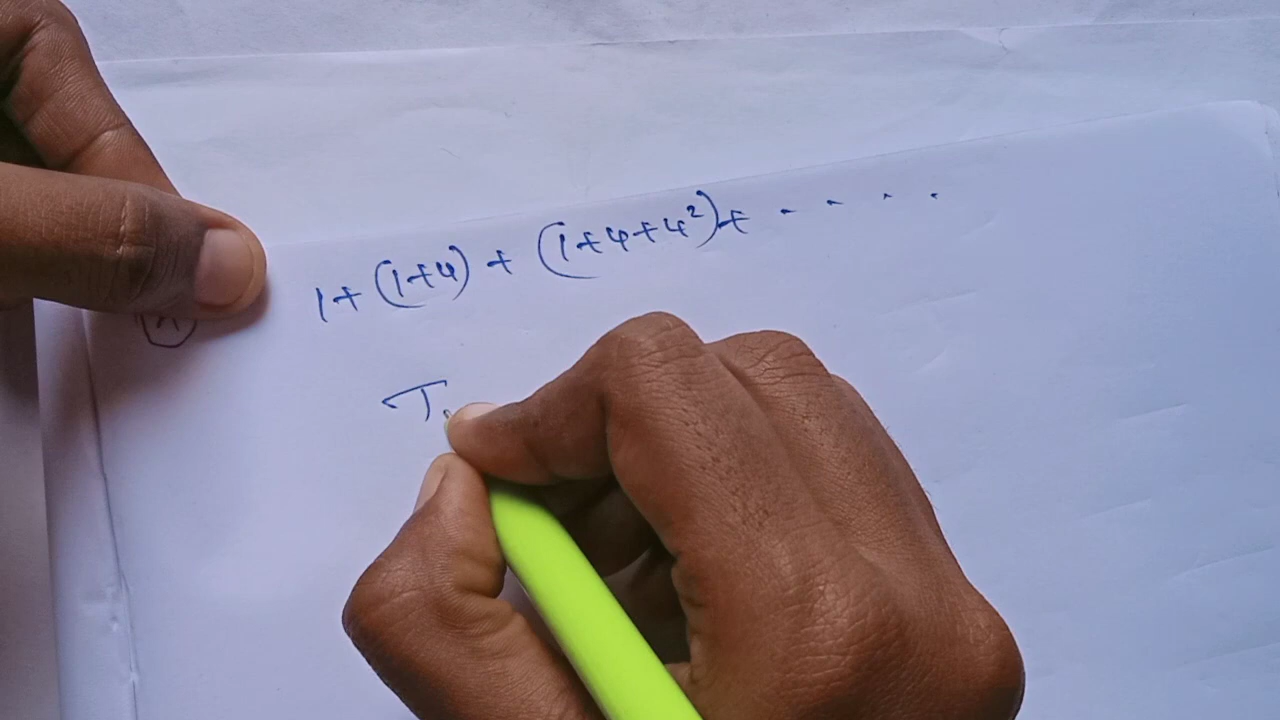 1 + (1+4) + (1+4+4²) + - - . .
T